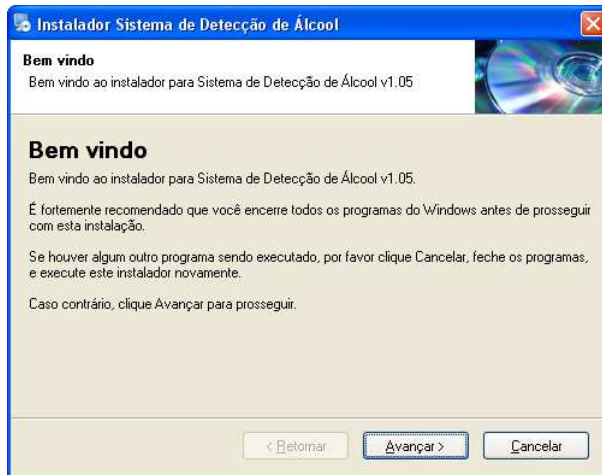 Instalador Sistema de Detecção de Álcool
Bem vindo
Bem vindo ao instalador para Sistema de Detecção de Álcool v1.05
Bem vindo
Bem vindo ao instalador para Sistema de Detecção de Álcool v1.05.
É fortemente recomendado que você encerre todos os programas do Windows antes de prosseguir
com esta instalação.
Se houver algum outro programa sendo executado, por favor clique Cancelar, feche os programas,
e execute este instalador novamente.
Caso contrário, clique Avançar para prosseguir.
< Retornar
Avançar >
Cancelar